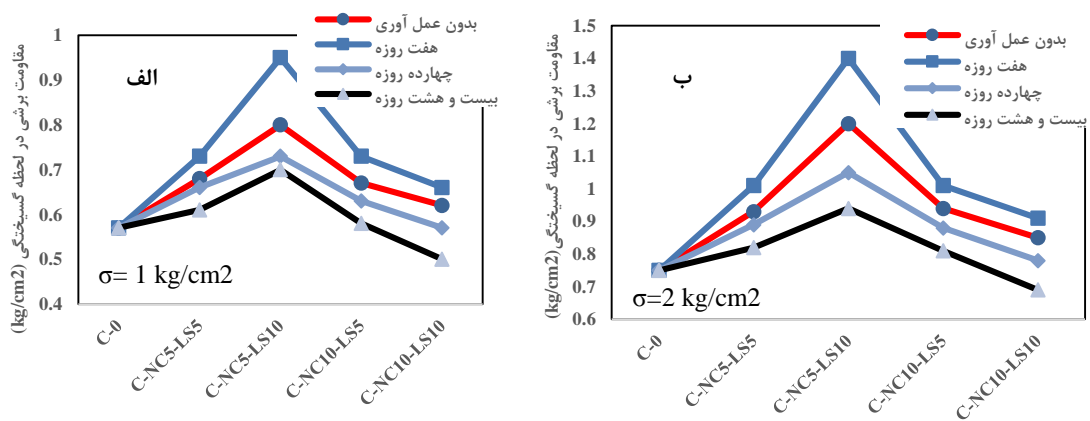 مقاومت برشی در لحظه گسیختگی (kg/cm2)
1
0.9
0.8
0.7
0.6
0.5
0.4
الف
بدون عمل آوری
هفت روزه
چهارده روزه
بیست و هشت روزه
σ= 1 kg/cm2
C-0
C-NC5-LS5
C-NC5-LS10
C-NC10-LS5
C-NC10-LS10
مقاومت برشی در لحظه گسیختگی(kg/cm2)
1.5
1.4
1.3
1.2
1.1
1
0.9
0.8
0.7
0.6
ب
بدون عمل آوری
هفت روزه
چهارده روزه
بیست و هشت روزه
σ=2 kg/cm2
C-0
C-NC5-LS5
C-NC5-LS10
C-NC10-LS5
C-NC10-LS10